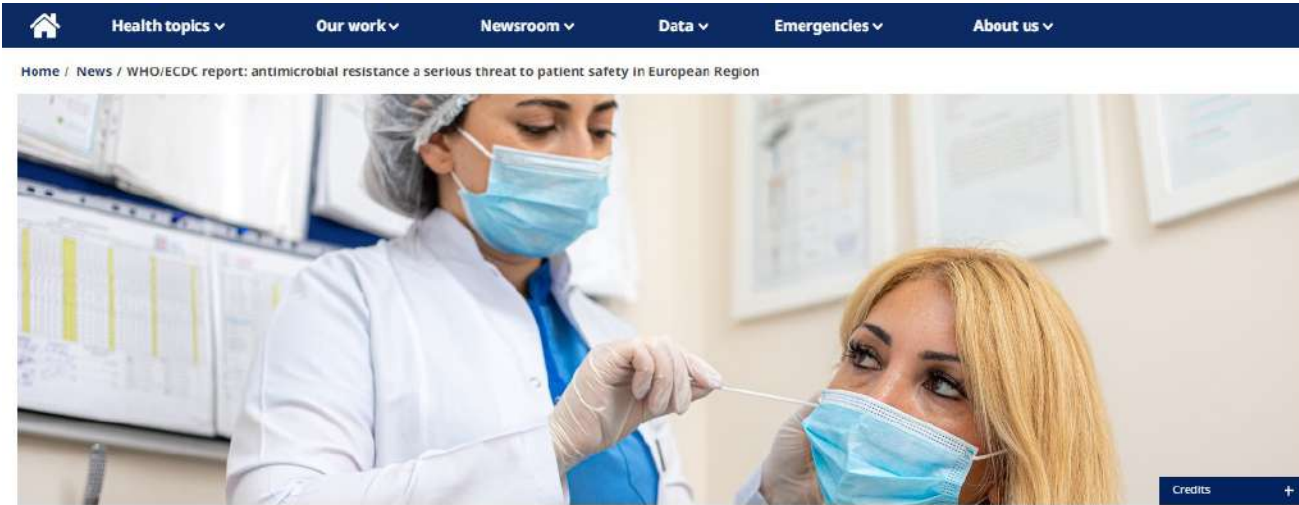 Health topics Our work Newsroom Data Emergencies About us
Home / News / WHO/ECDC report: antimicrobial resistance a serious threat to patient safety in European Region
Credits +